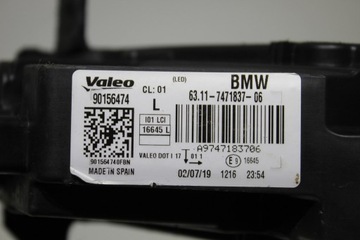 Valeo CL: 01 (LED) BMW
90156474 L 63.11-7471837-06
I01 LCI
16645 L
90156474 0FBN VALEO DOT I 17 01 1 A9747183706
E9 16645
MADE IN SPAIN 02/07/19 1216 23:54